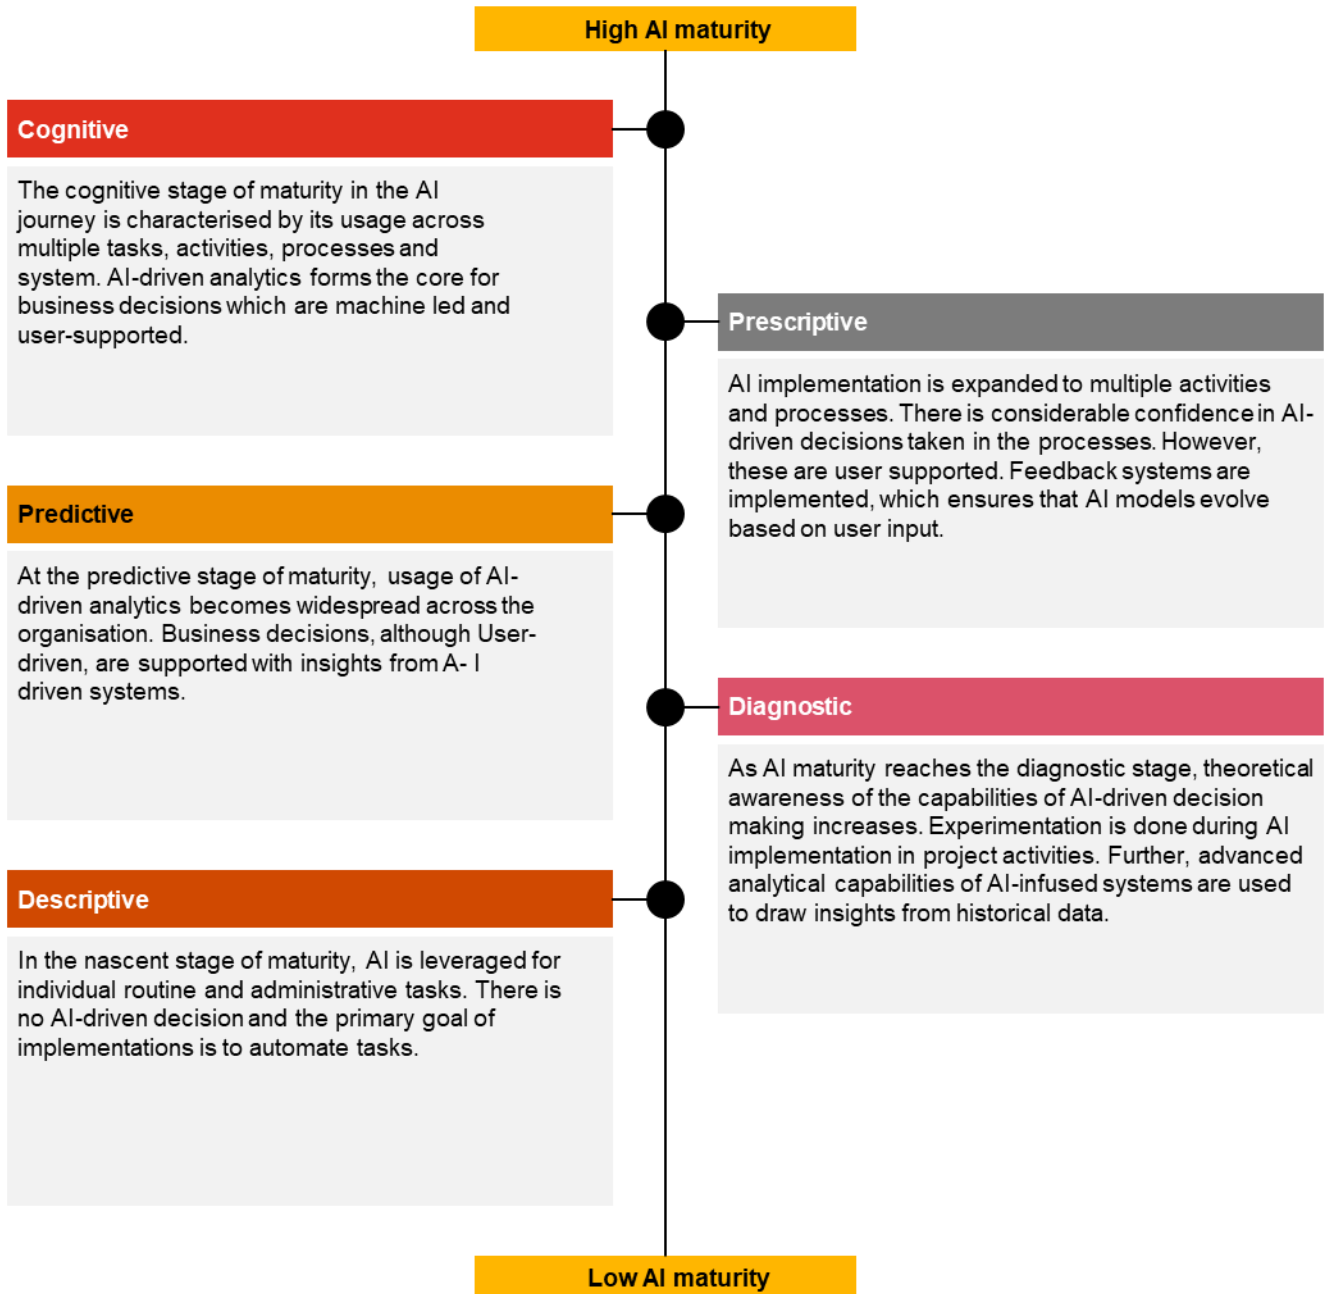 High AI maturity
Cognitive
The cognitive stage of maturity in the AI
journey is characterised by its usage across
multiple tasks, activities, processes and
system. AI-driven analytics forms the core for
business decisions which are machine led and
user-supported.
Prescriptive
AI implementation is expanded to multiple activities
and processes. There is considerable confidence in AI-
driven decisions taken in the processes. However,
these are user supported. Feedback systems are
implemented, which ensures that AI models evolve
based on user input.
Predictive
At the predictive stage of maturity, usage of AI-
driven analytics becomes widespread across the
organisation. Business decisions, although User-
driven, are supported with insights from A- I
driven systems.
Diagnostic
As AI maturity reaches the diagnostic stage, theoretical
awareness of the capabilities of AI-driven decision
making increases. Experimentation is done during AI
implementation in project activities. Further, advanced
analytical capabilities of AI-infused systems are used
to draw insights from historical data.
Descriptive
In the nascent stage of maturity, AI is leveraged for
individual routine and administrative tasks. There is
no AI-driven decision and the primary goal of
implementations is to automate tasks.
Low AI maturity